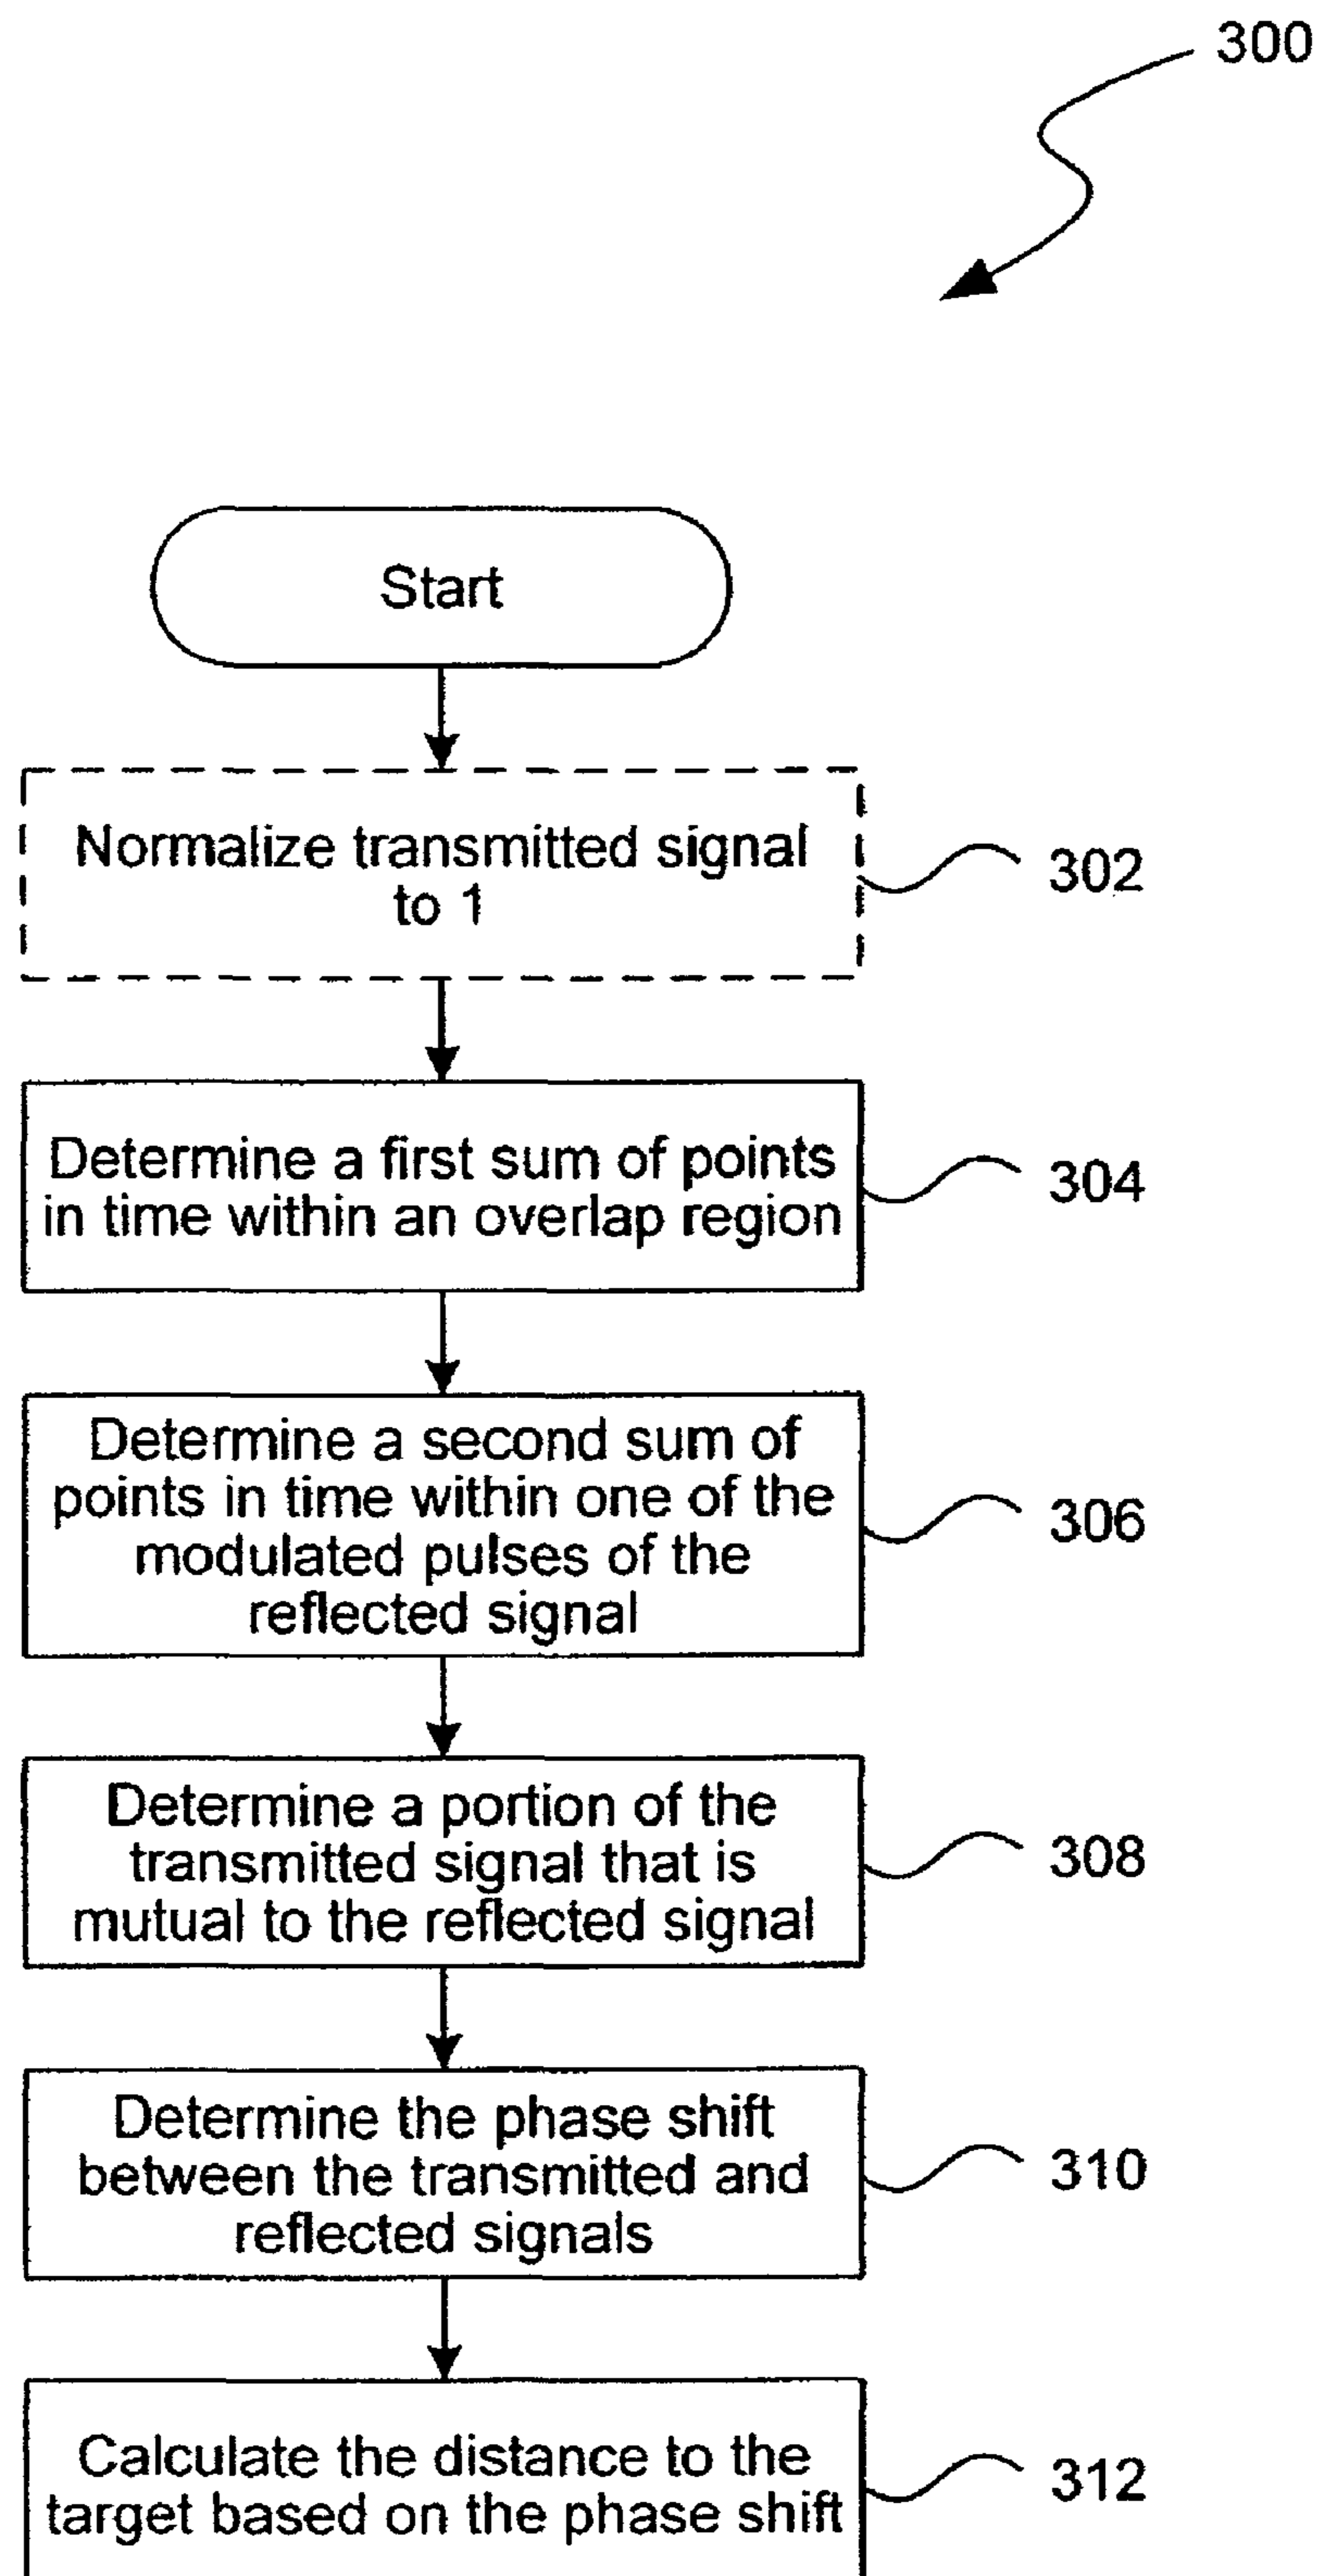 300
Start
Normalize transmitted signal
to 1
302
Determine a first sum of points
in time within an overlap region
304
Determine a second sum of
points in time within one of the
modulated pulses of the
reflected signal
306
Determine a portion of the
transmitted signal that is
mutual to the reflected signal
308
Determine the phase shift
between the transmitted and
reflected signals
310
Calculate the distance to the
target based on the phase shift
312